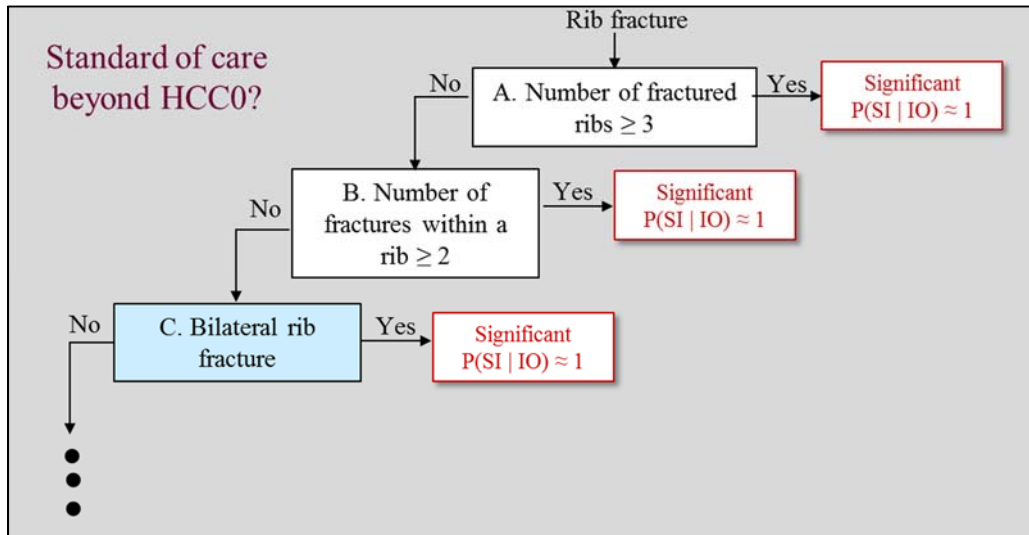 Rib fracture
Standard of care
beyond HCC0?
No
A. Number of fractured
ribs ≥ 3
Yes
Significant
P(SI | IO) ≈ 1
No
B. Number of
fractures within a
rib ≥ 2
Yes
Significant
P(SI | IO) ≈ 1
No
C. Bilateral rib
fracture
Yes
Significant
P(SI | IO) ≈ 1